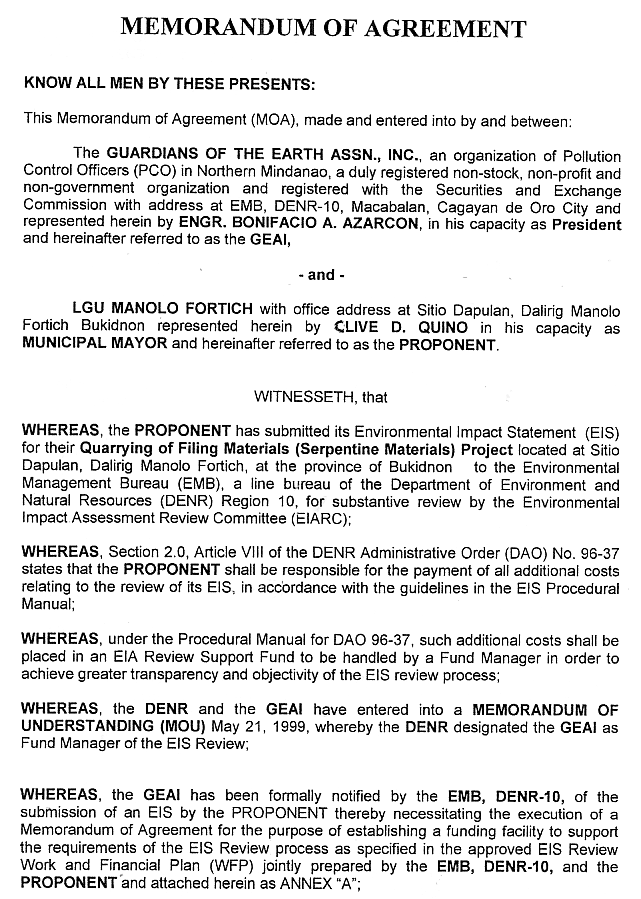 MEMORANDUM OF AGREEMENT
KNOW ALL MEN BY THESE PRESENTS:
This Memorandum of Agreement (MOA), made and entered into by and between:
The GUARDIANS OF THE EARTH ASSN., INC., an organization of Pollution
Control Officers (PCO) in Northern Mindanao, a duly registered non-stock, non-profit and
non-government organization and registered with the Securities and Exchange
Commission with address at EMB, DENR-10, Macabalan, Cagayan de Oro City and
represented herein by ENGR. BONIFACIO A. AZARCON, in his capacity as President
and hereinafter referred to as the GEAI,
- and -
LGU MANOLO FORTICH with office address at Sitio Dapulan, Dalirig Manolo
Fortich Bukidnon represented herein by CLIVE D. QUINO in his capacity as
MUNICIPAL MAYOR and hereinafter referred to as the PROPONENT.
WITNESSETH, that
WHEREAS, the PROPONENT has submitted its Environmental Impact Statement (EIS)
for their Quarrying of Filing Materials (Serpentine Materials) Project located at Sitio
Dapulan, Dalirig Manolo Fortich, at the province of Bukidnon to the Environmental
Management Bureau (EMB), a line bureau of the Department of Environment and
Natural Resources (DENR) Region 10, for substantive review by the Environmental
Impact Assessment Review Committee (EIARC);
WHEREAS, Section 2.0, Article VIII of the DENR Administrative Order (DAO) No. 96-37
states that the PROPONENT shall be responsible for the payment of all additional costs
relating to the review of its EIS, in accordance with the guidelines in the EIS Procedural
Manual;
WHEREAS, under the Procedural Manual for DAO 96-37, such additional costs shall be
placed in an EIA Review Support Fund to be handled by a Fund Manager in order to
achieve greater transparency and objectivity of the EIS review process;
WHEREAS, the DENR and the GEAI have entered into a MEMORANDUM OF
UNDERSTANDING (MOU) May 21, 1999, whereby the DENR designated the GEAI as
Fund Manager of the EIS Review;
WHEREAS, the GEAI has been formally notified by the EMB, DENR-10, of the
submission of an EIS by the PROPONENT thereby necessitating the execution of a
Memorandum of Agreement for the purpose of establishing a funding facility to support
the requirements of the EIS Review process as specified in the approved EIS Review
Work and Financial Plan (WFP) jointly prepared by the EMB, DENR-10, and the
PROPONENT and attached herein as ANNEX "A";